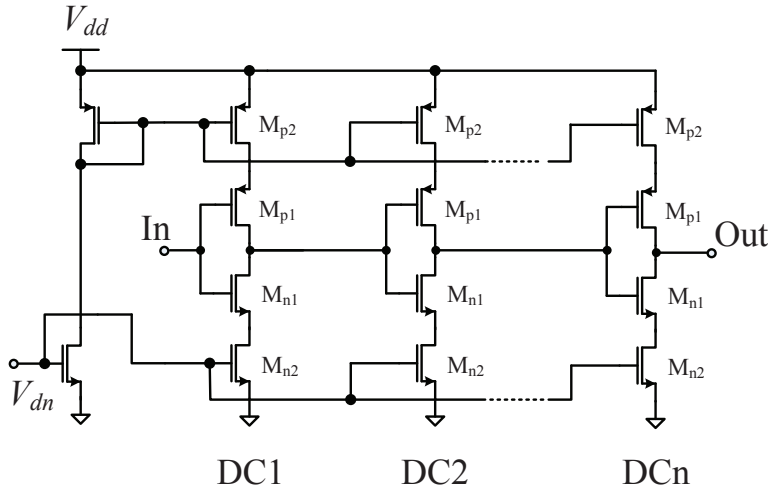 Vdd
Mp2 Mp2 Mp2
Mp1 Mp1 Mp1
In Out
Mn1 Mn1 Mn1
Mn2 Mn2 Mn2
Vdn
DC1 DC2 DCn